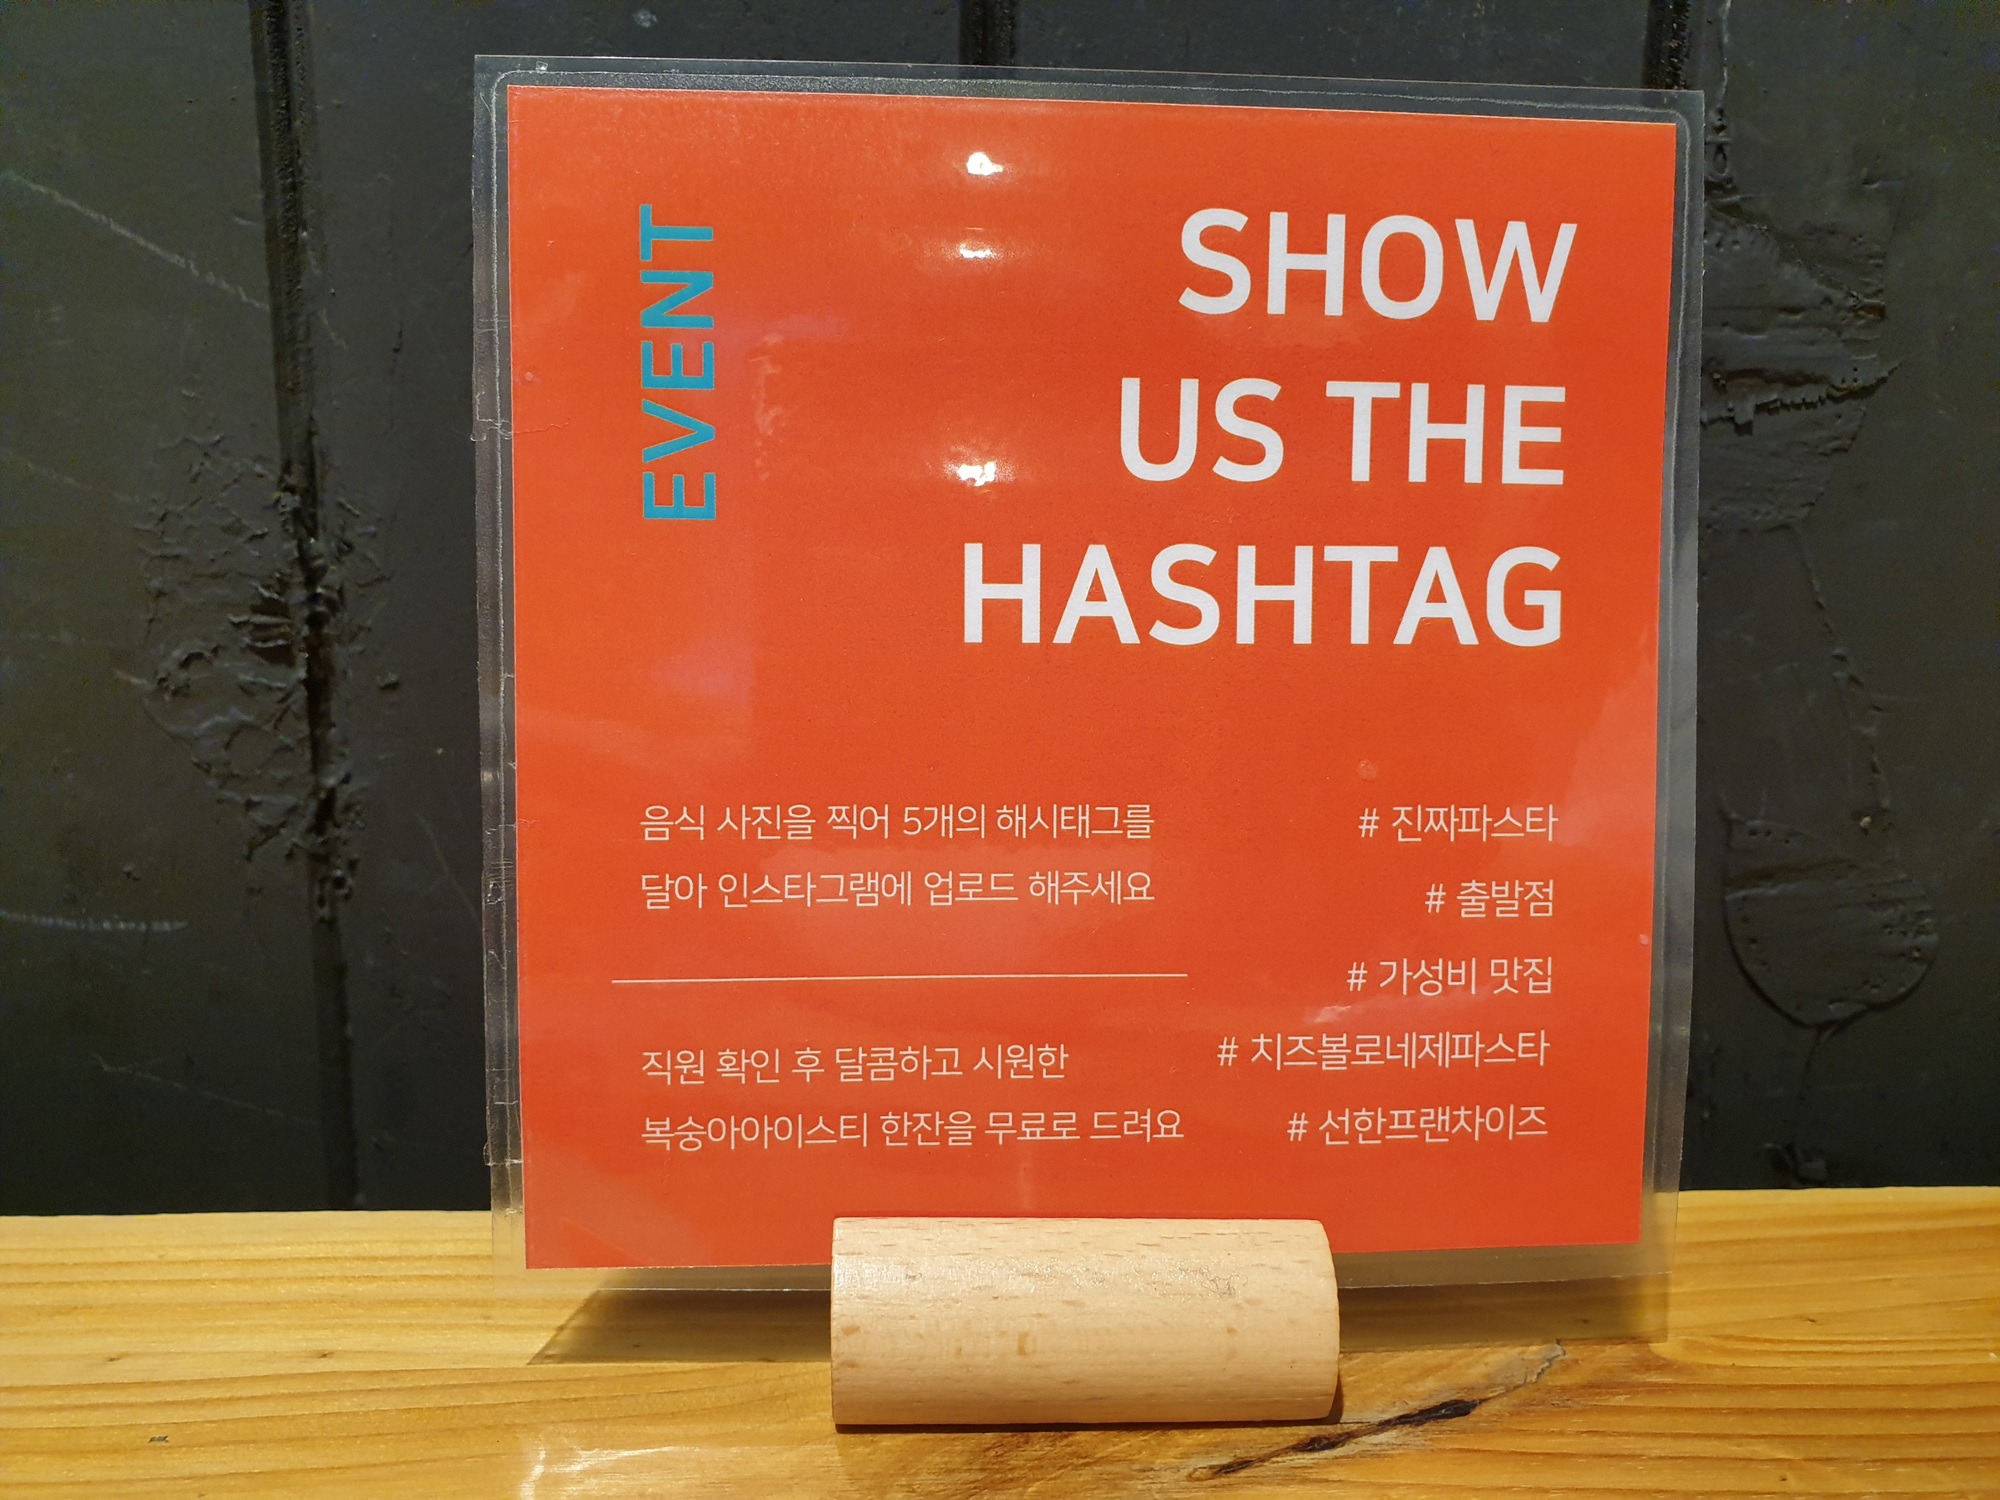 EVENT
SHOW
US THE
HASHTAG
음식 사진을 찍어 5개의 해시태그를
달아 인스타그램에 업로드 해주세요
직원 확인 후 달콤하고 시원한
복숭아아이스티 한잔을 무료로 드려요
# 진짜파스타
# 출발점
# 가성비 맛집
# 치즈볼로네제파스타
# 선한프랜차이즈